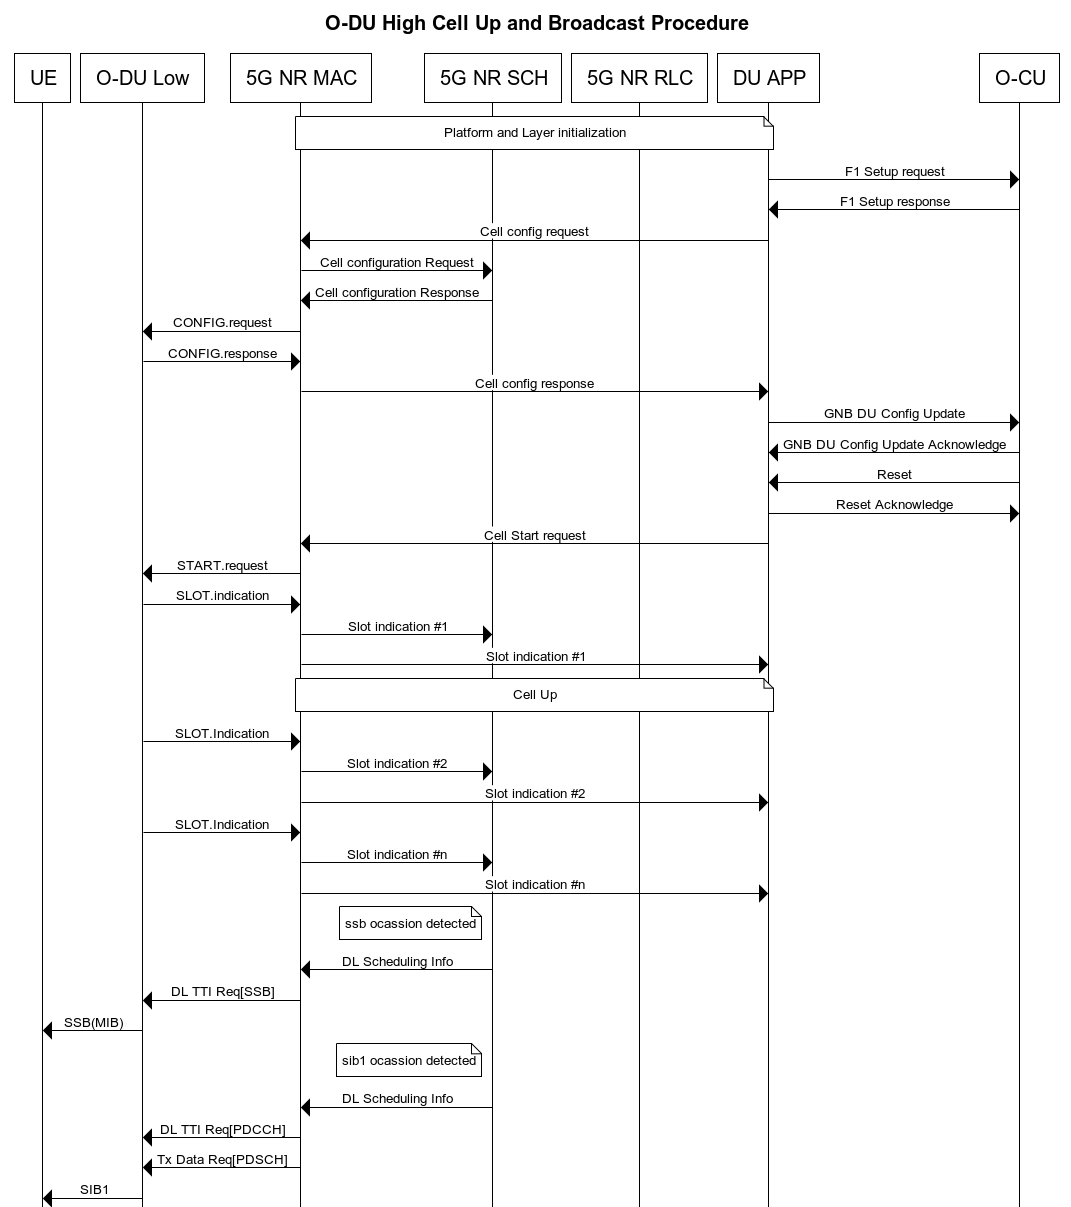 O-DU High Cell Up and Broadcast Procedure
UE
O-DU Low
5G NR MAC
5G NR SCH
5G NR RLC
DU APP
O-CU
Platform and Layer initialization
F1 Setup request
F1 Setup response
Cell config request
Cell configuration Request
Cell configuration Response
CONFIG.request
CONFIG.response
Cell config response
GNB DU Config Update
GNB DU Config Update Acknowledge
Reset
Reset Acknowledge
Cell Start request
START.request
SLOT.indication
Slot indication #1
Slot indication #1
Cell Up
SLOT.Indication
Slot indication #2
Slot indication #2
SLOT.Indication
Slot indication #n
Slot indication #n
ssb ocassion detected
DL Scheduling Info
DL TTI Req[SSB]
SSB(MIB)
sib1 ocassion detected
DL Scheduling Info
DL TTI Req[PDCCH]
Tx Data Req[PDSCH]
SIB1